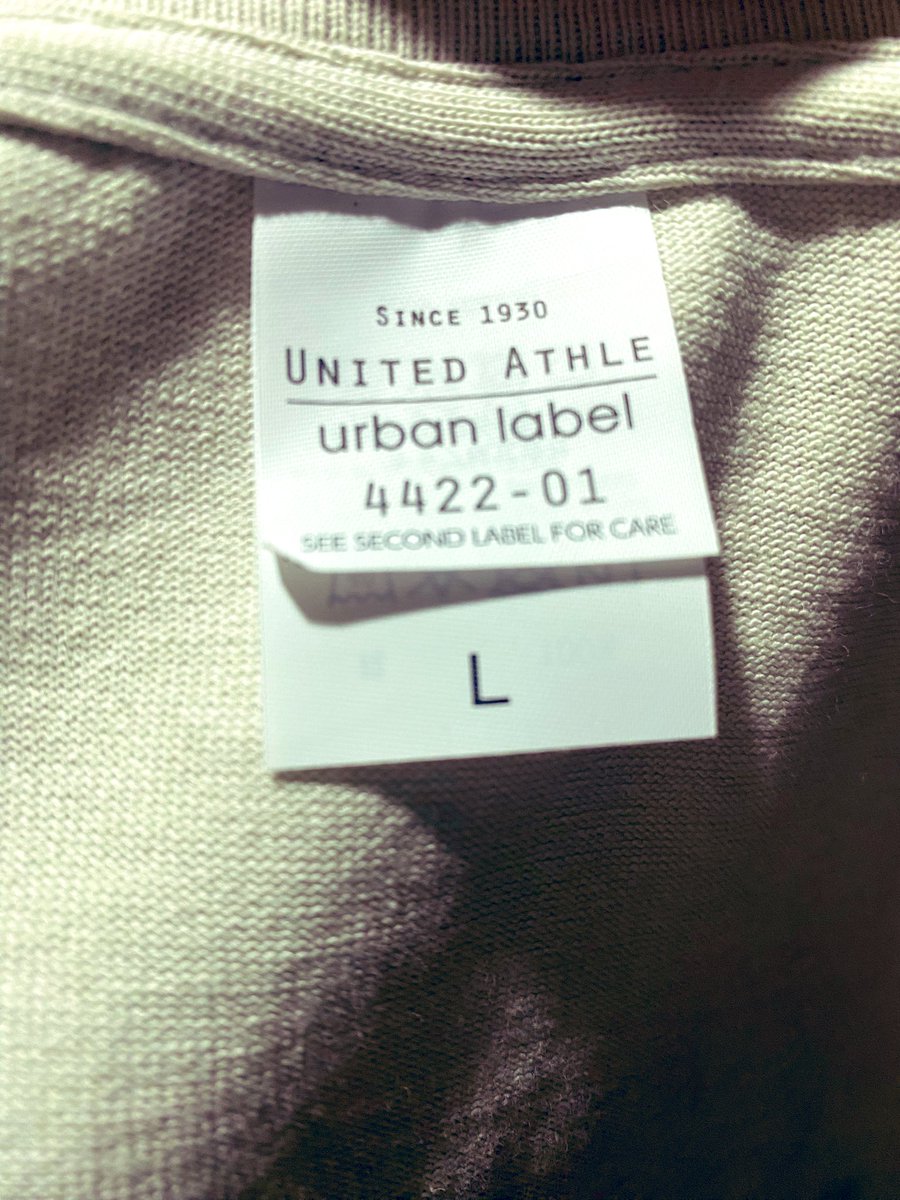 SINCE 1930
UNITED ATHLE
urban label
4422-01
SEE SECOND LABEL FOR CARE
L